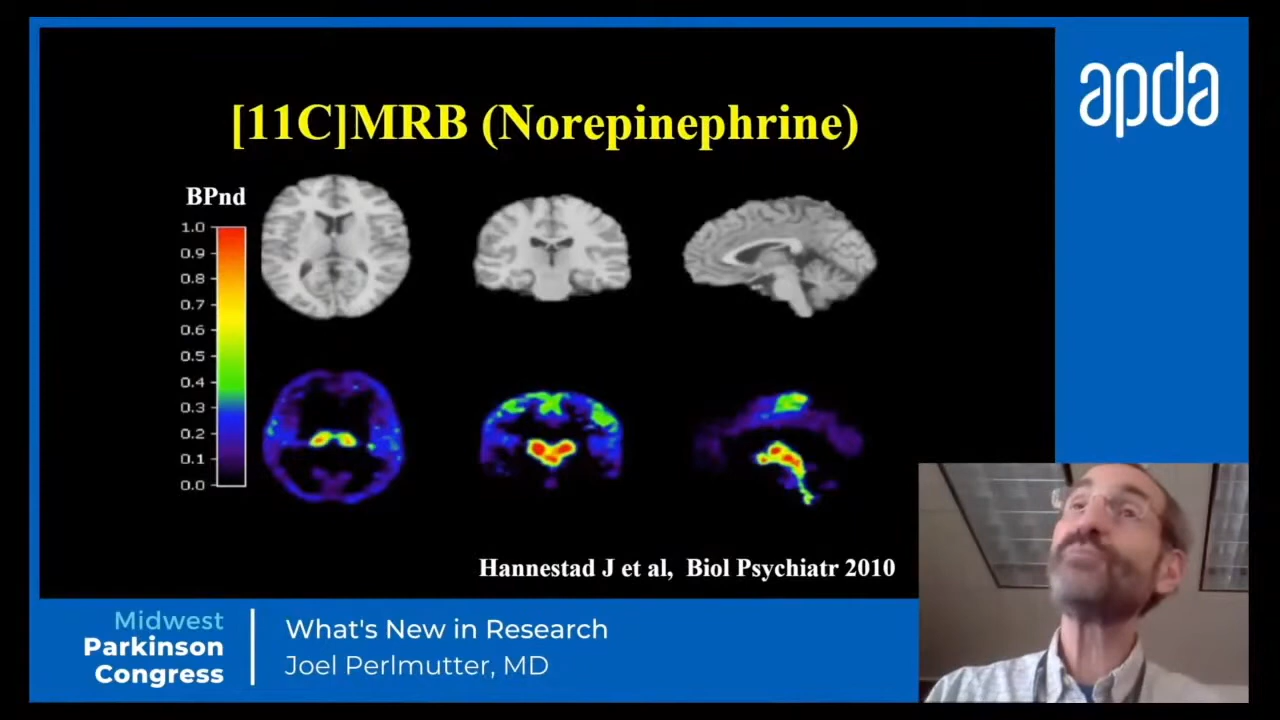 [11C]MRB (Norepinephrine)
BPnd
1.0
0.9
0.8
0.7
0.6
0.5
0.4
0.3
0.2
0.1
0.0
Hannestad J et al, Biol Psychiatr 2010
apda
Midwest
Parkinson
Congress
What's New in Research
Joel Perlmutter, MD